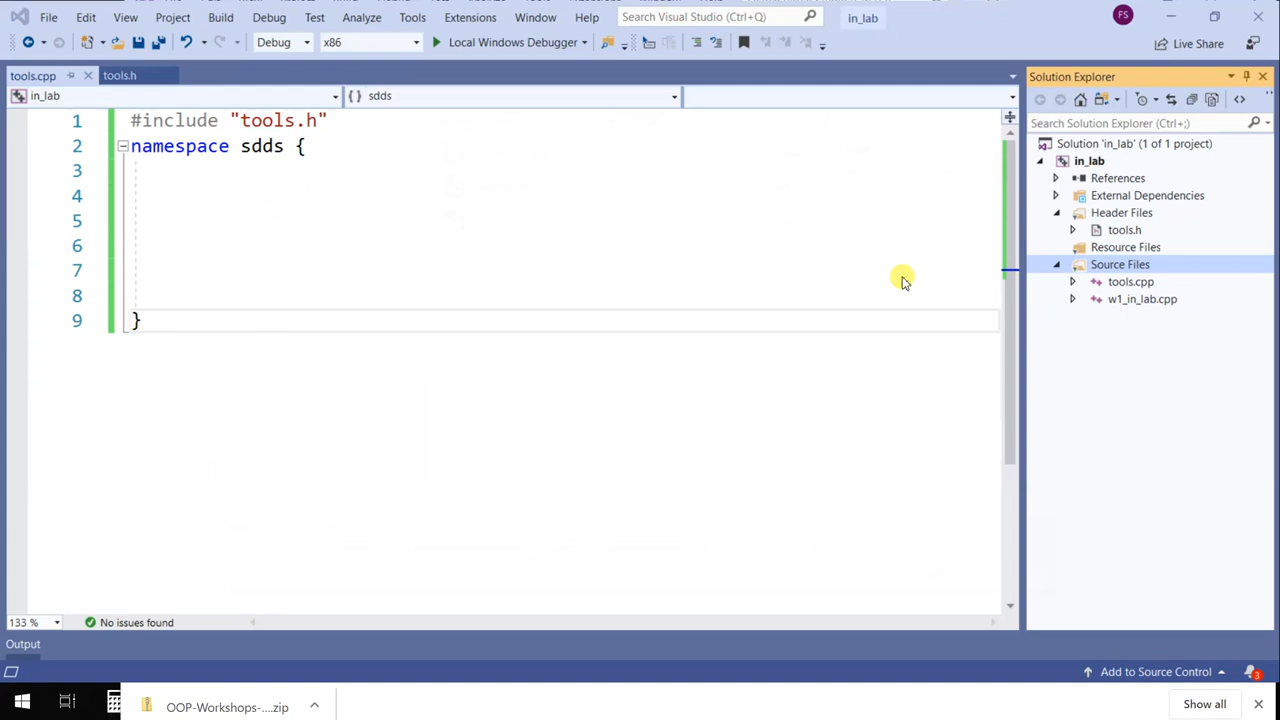 File Edit View Project Build Debug Test Analyze Tools Extensions Window Help Search Visual Studio (Ctrl+Q) in_lab FS
Debug x86 Local Windows Debugger Live Share
tools.cpp tools.h
in_lab {} sdds
1 #include "tools.h"
2 namespace sdds {
3
4
5
6
7
8
9 }
133 % No issues found
Output
Solution Explorer
Search Solution Explorer (Ctrl+;)
Solution 'in_lab' (1 of 1 project)
in_lab
References
External Dependencies
Header Files
tools.h
Resource Files
Source Files
tools.cpp
w1_in_lab.cpp
Add to Source Control 3
OOP-Workshops-....zip Show all